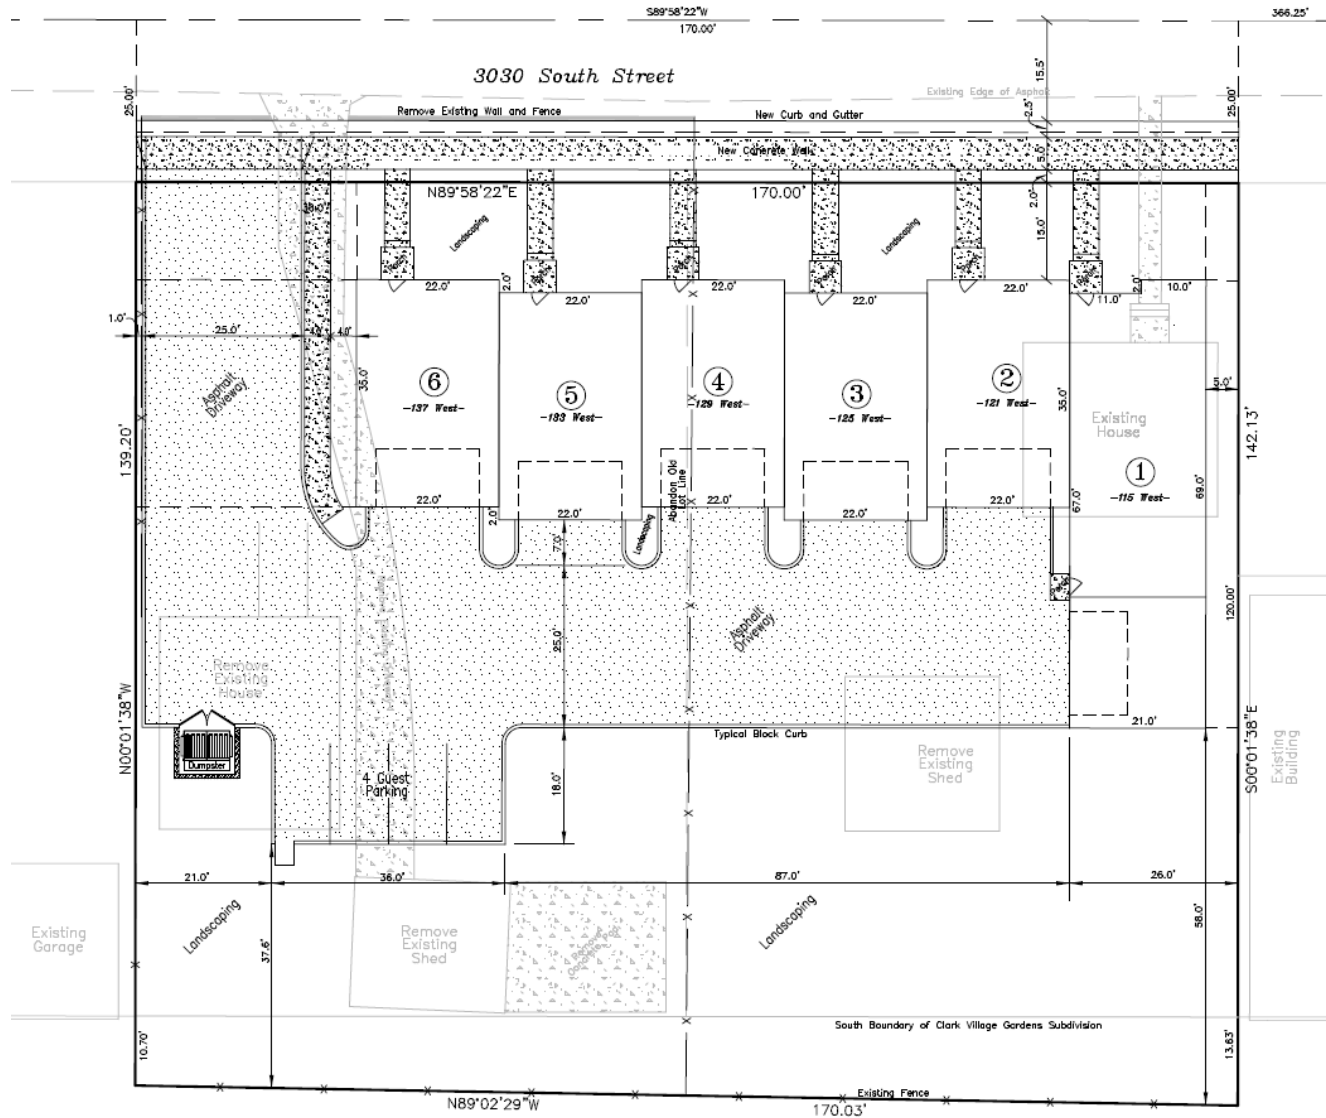 S89°58'22"W
170.00'
366.25'
3030 South Street
15.5'
25.00'
Existing Edge of Asphalt
25.00'
Remove Existing Wall and Fence
New Curb and Gutter
2.5'
New Concrete Walk
5.0'
N89°58'22"E
170.00'
2.0'
Landscaping
Landscaping
15.0'
Porch
Porch
Porch
Porch
Porch
Porch
22.0'
2.0'
22.0'
22.0'
22.0'
22.0'
11.0'
2.0'
10.0'
1.0'
25.0'
4.0'
4.0'
Asphalt
Driveway
35.0'
6
-137 West-
5
-133 West-
4
-129 West-
3
-125 West-
2
-121 West-
35.0'
5.0'
Existing
House
1
-115 West-
139.20'
142.13'
Abandon Old
Lot Line
22.0'
2.0'
22.0'
22.0'
22.0'
22.0'
67.0'
69.0'
7.0'
Landscaping
25.0'
Asphalt
Driveway
120.00'
Remove
Existing
House
N00°01'38"W
21.0'
S00°01'38"E
Typical Block Curb
Dumpster
4 Guest
Parking
18.0'
Remove
Existing
Shed
Existing
Building
21.0'
36.0'
87.0'
26.0'
Existing
Garage
Landscaping
37.6'
Remove
Existing
Shed
Remove
Concrete Pad
Landscaping
58.0'
10.70'
South Boundary of Clark Village Gardens Subdivision
13.63'
N89°02'29"W
170.03'
Existing Fence